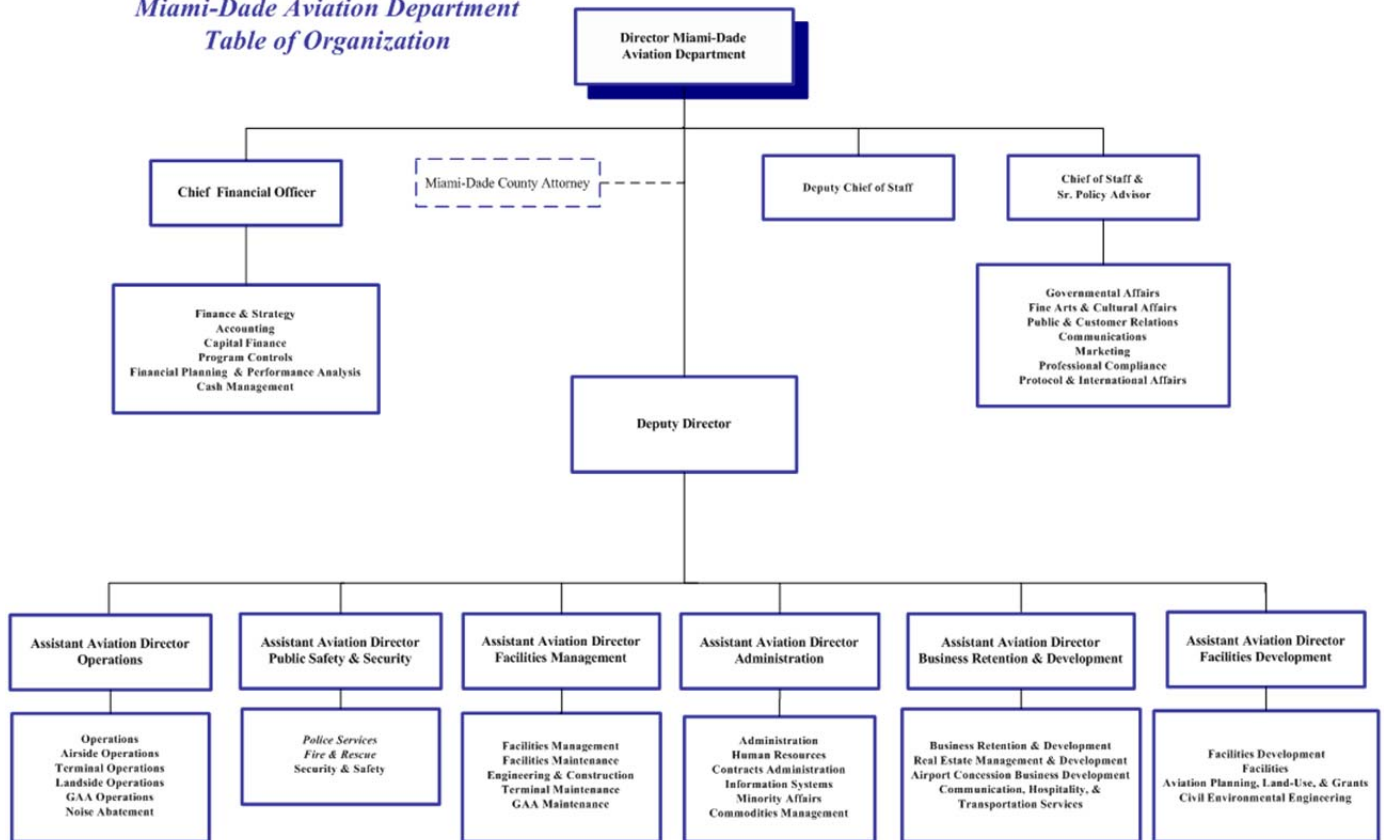 Miami-Dade Aviation Department
Table of Organization
Director Miami-Dade
Aviation Department
Chief Financial Officer
Miami-Dade County Attorney
Deputy Chief of Staff
Chief of Staff &
Sr. Policy Advisor
Finance & Strategy
Accounting
Capital Finance
Program Controls
Financial Planning & Performance Analysis
Cash Management
Governmental Affairs
Fine Arts & Cultural Affairs
Public & Customer Relations
Communications
Marketing
Professional Compliance
Protocol & International Affairs
Deputy Director
Assistant Aviation Director
Operations
Assistant Aviation Director
Public Safety & Security
Assistant Aviation Director
Facilities Management
Assistant Aviation Director
Administration
Assistant Aviation Director
Business Retention & Development
Assistant Aviation Director
Facilities Development
Operations
Airside Operations
Terminal Operations
Landside Operations
GAA Operations
Noise Abatement
Police Services
Fire & Rescue
Security & Safety
Facilities Management
Facilities Maintenance
Engineering & Construction
Terminal Maintenance
GAA Maintenance
Administration
Human Resources
Contracts Administration
Information Systems
Minority Affairs
Commodities Management
Business Retention & Development
Real Estate Management & Development
Airport Concession Business Development
Communication, Hospitality, &
Transportation Services
Facilities Development
Facilities
Aviation Planning, Land-Use, & Grants
Civil Environmental Engineering